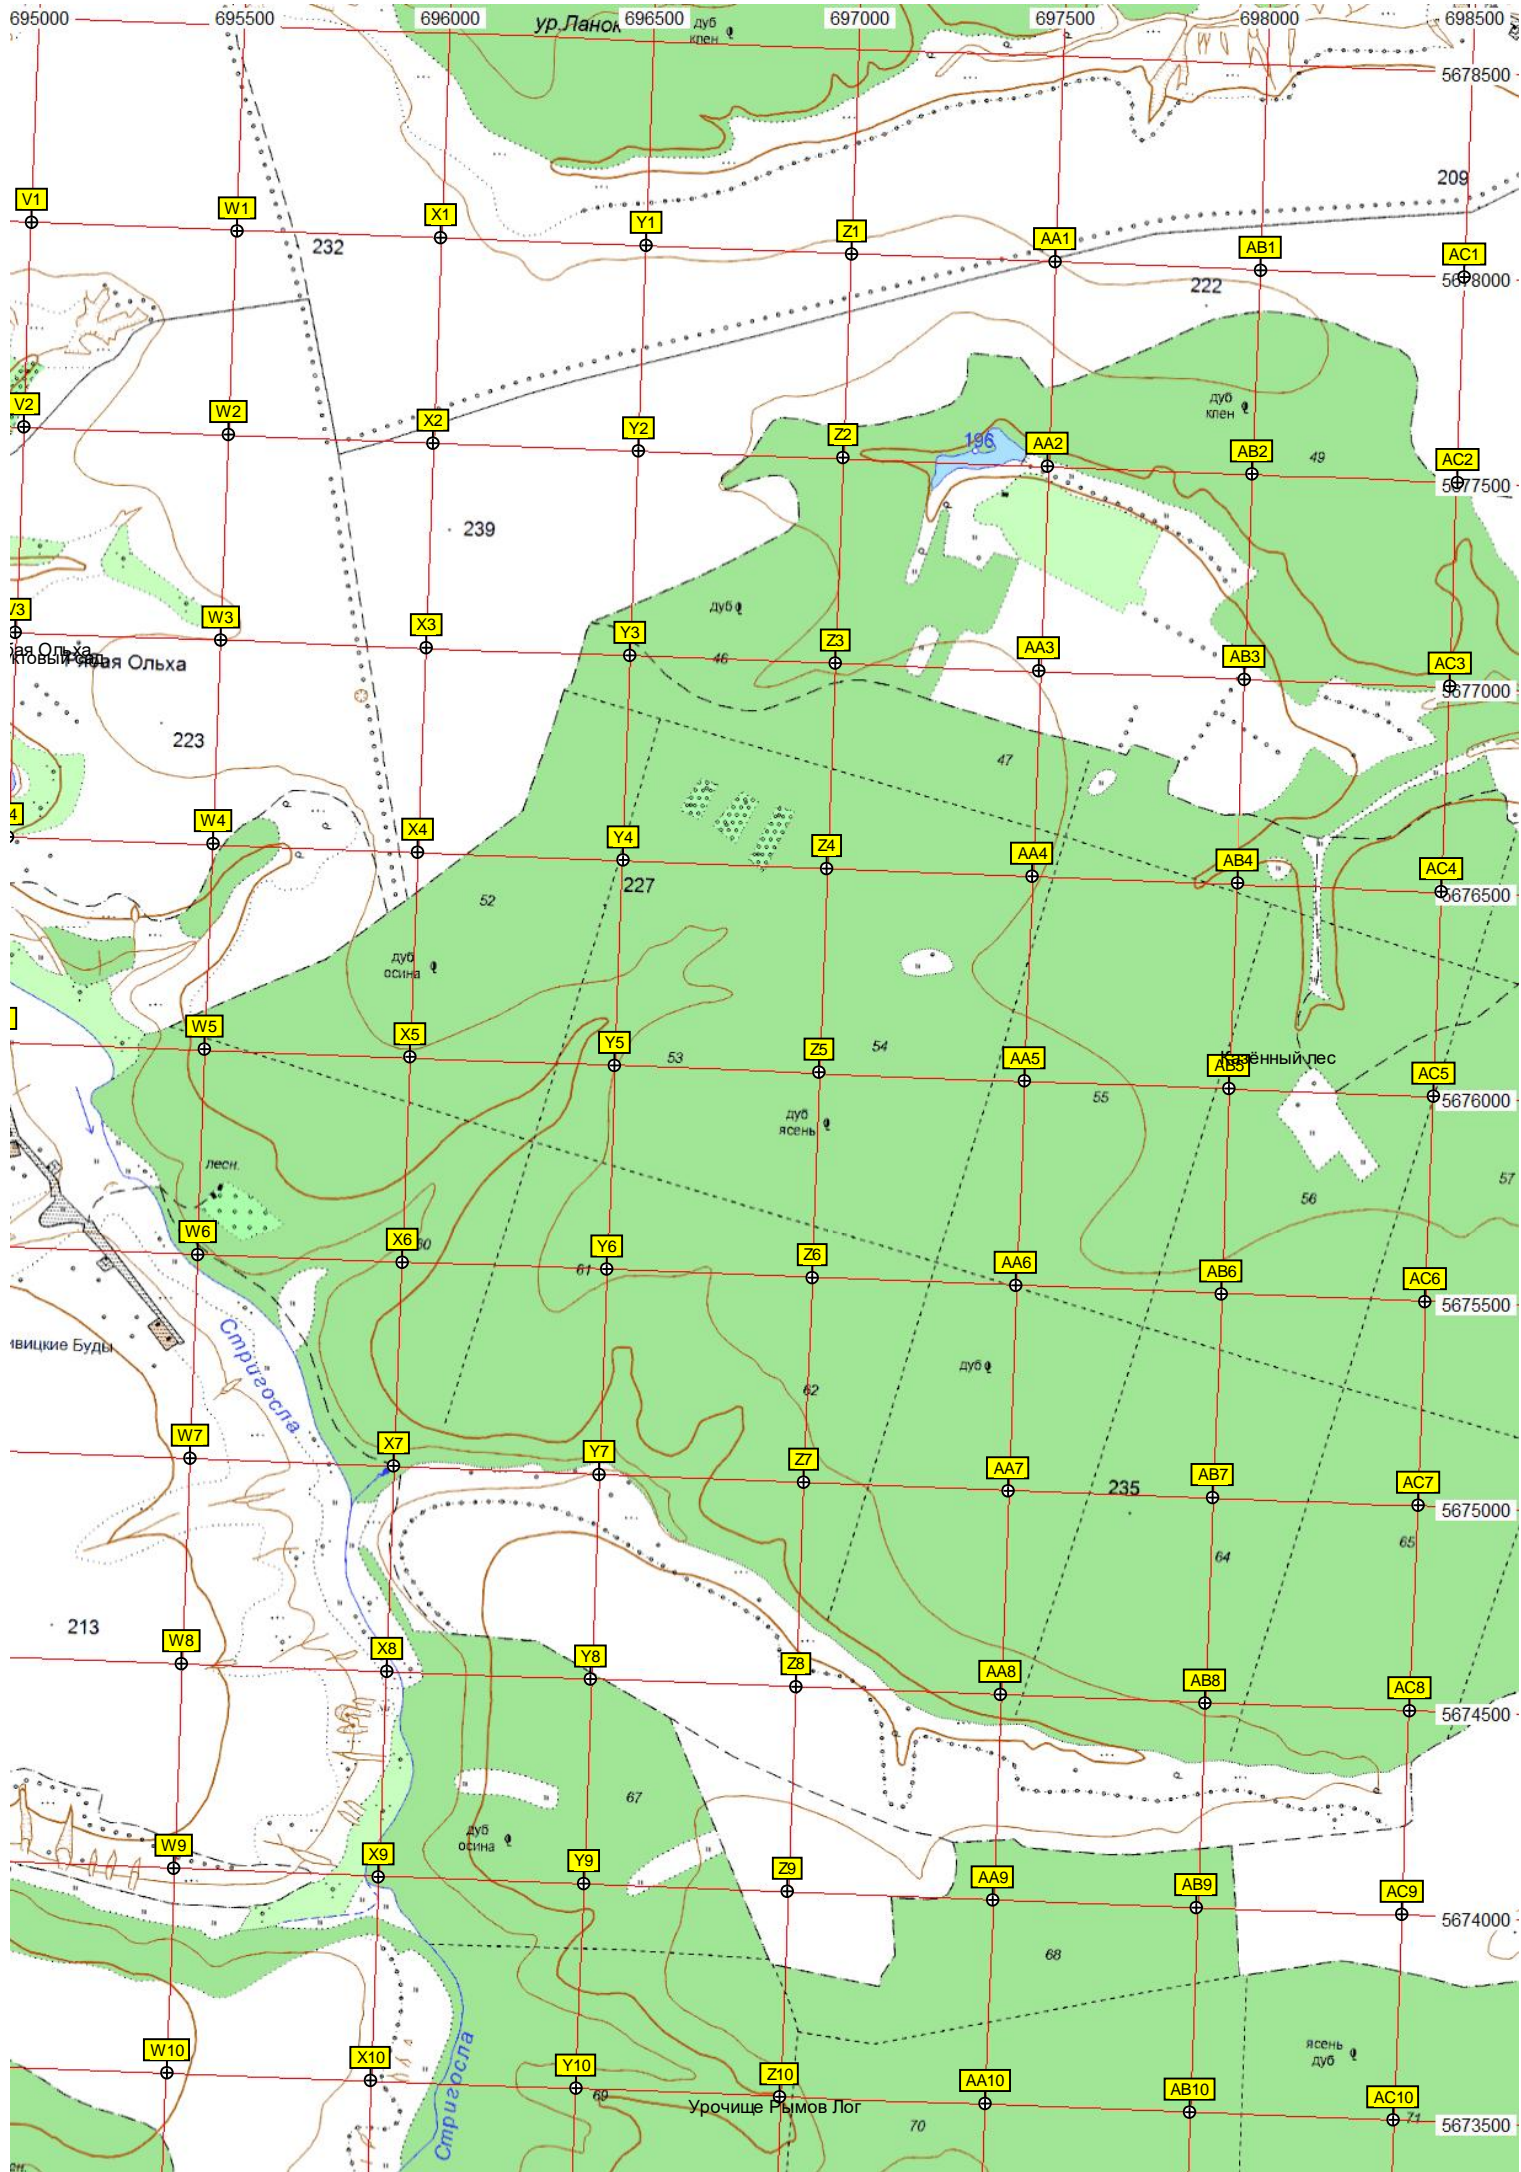 695000 695500 696000 696500 697000 697500 698000 698500
ур.Ланок
дуб
клен
5678500
209
V1 W1 X1 Y1 Z1 AA1 AB1 AC1
232
222
5678000
V2 W2 X2 Y2 Z2 AA2 AB2 AC2
дуб
клен
196
49
5677500
239
дуб
V3 W3 X3 Y3 Z3 AA3 AB3 AC3
46
бая Ольха
5677000
223
47
4 W4 X4 Y4 Z4 AA4 AB4 AC4
227
52
5676500
дуб
осина
W5 X5 Y5 Z5 AA5 AB5 AC5
53
54
Казённый лес
55
5676000
дуб
ясень
лесн.
56
57
W6 X6 Y6 Z6 AA6 AB6 AC6
60
61
5675500
ивицкие Буды
Стригосла
дуб
62
W7 X7 Y7 Z7 AA7 AB7 AC7
235
5675000
64
65
213
W8 X8 Y8 Z8 AA8 AB8 AC8
5674500
67
дуб
осина
W9 X9 Y9 Z9 AA9 AB9 AC9
5674000
68
Стригосла
ясень
дуб
W10 X10 Y10 Z10 AA10 AB10 AC10
69
Урочище Рымов Лог
70
71
5673500